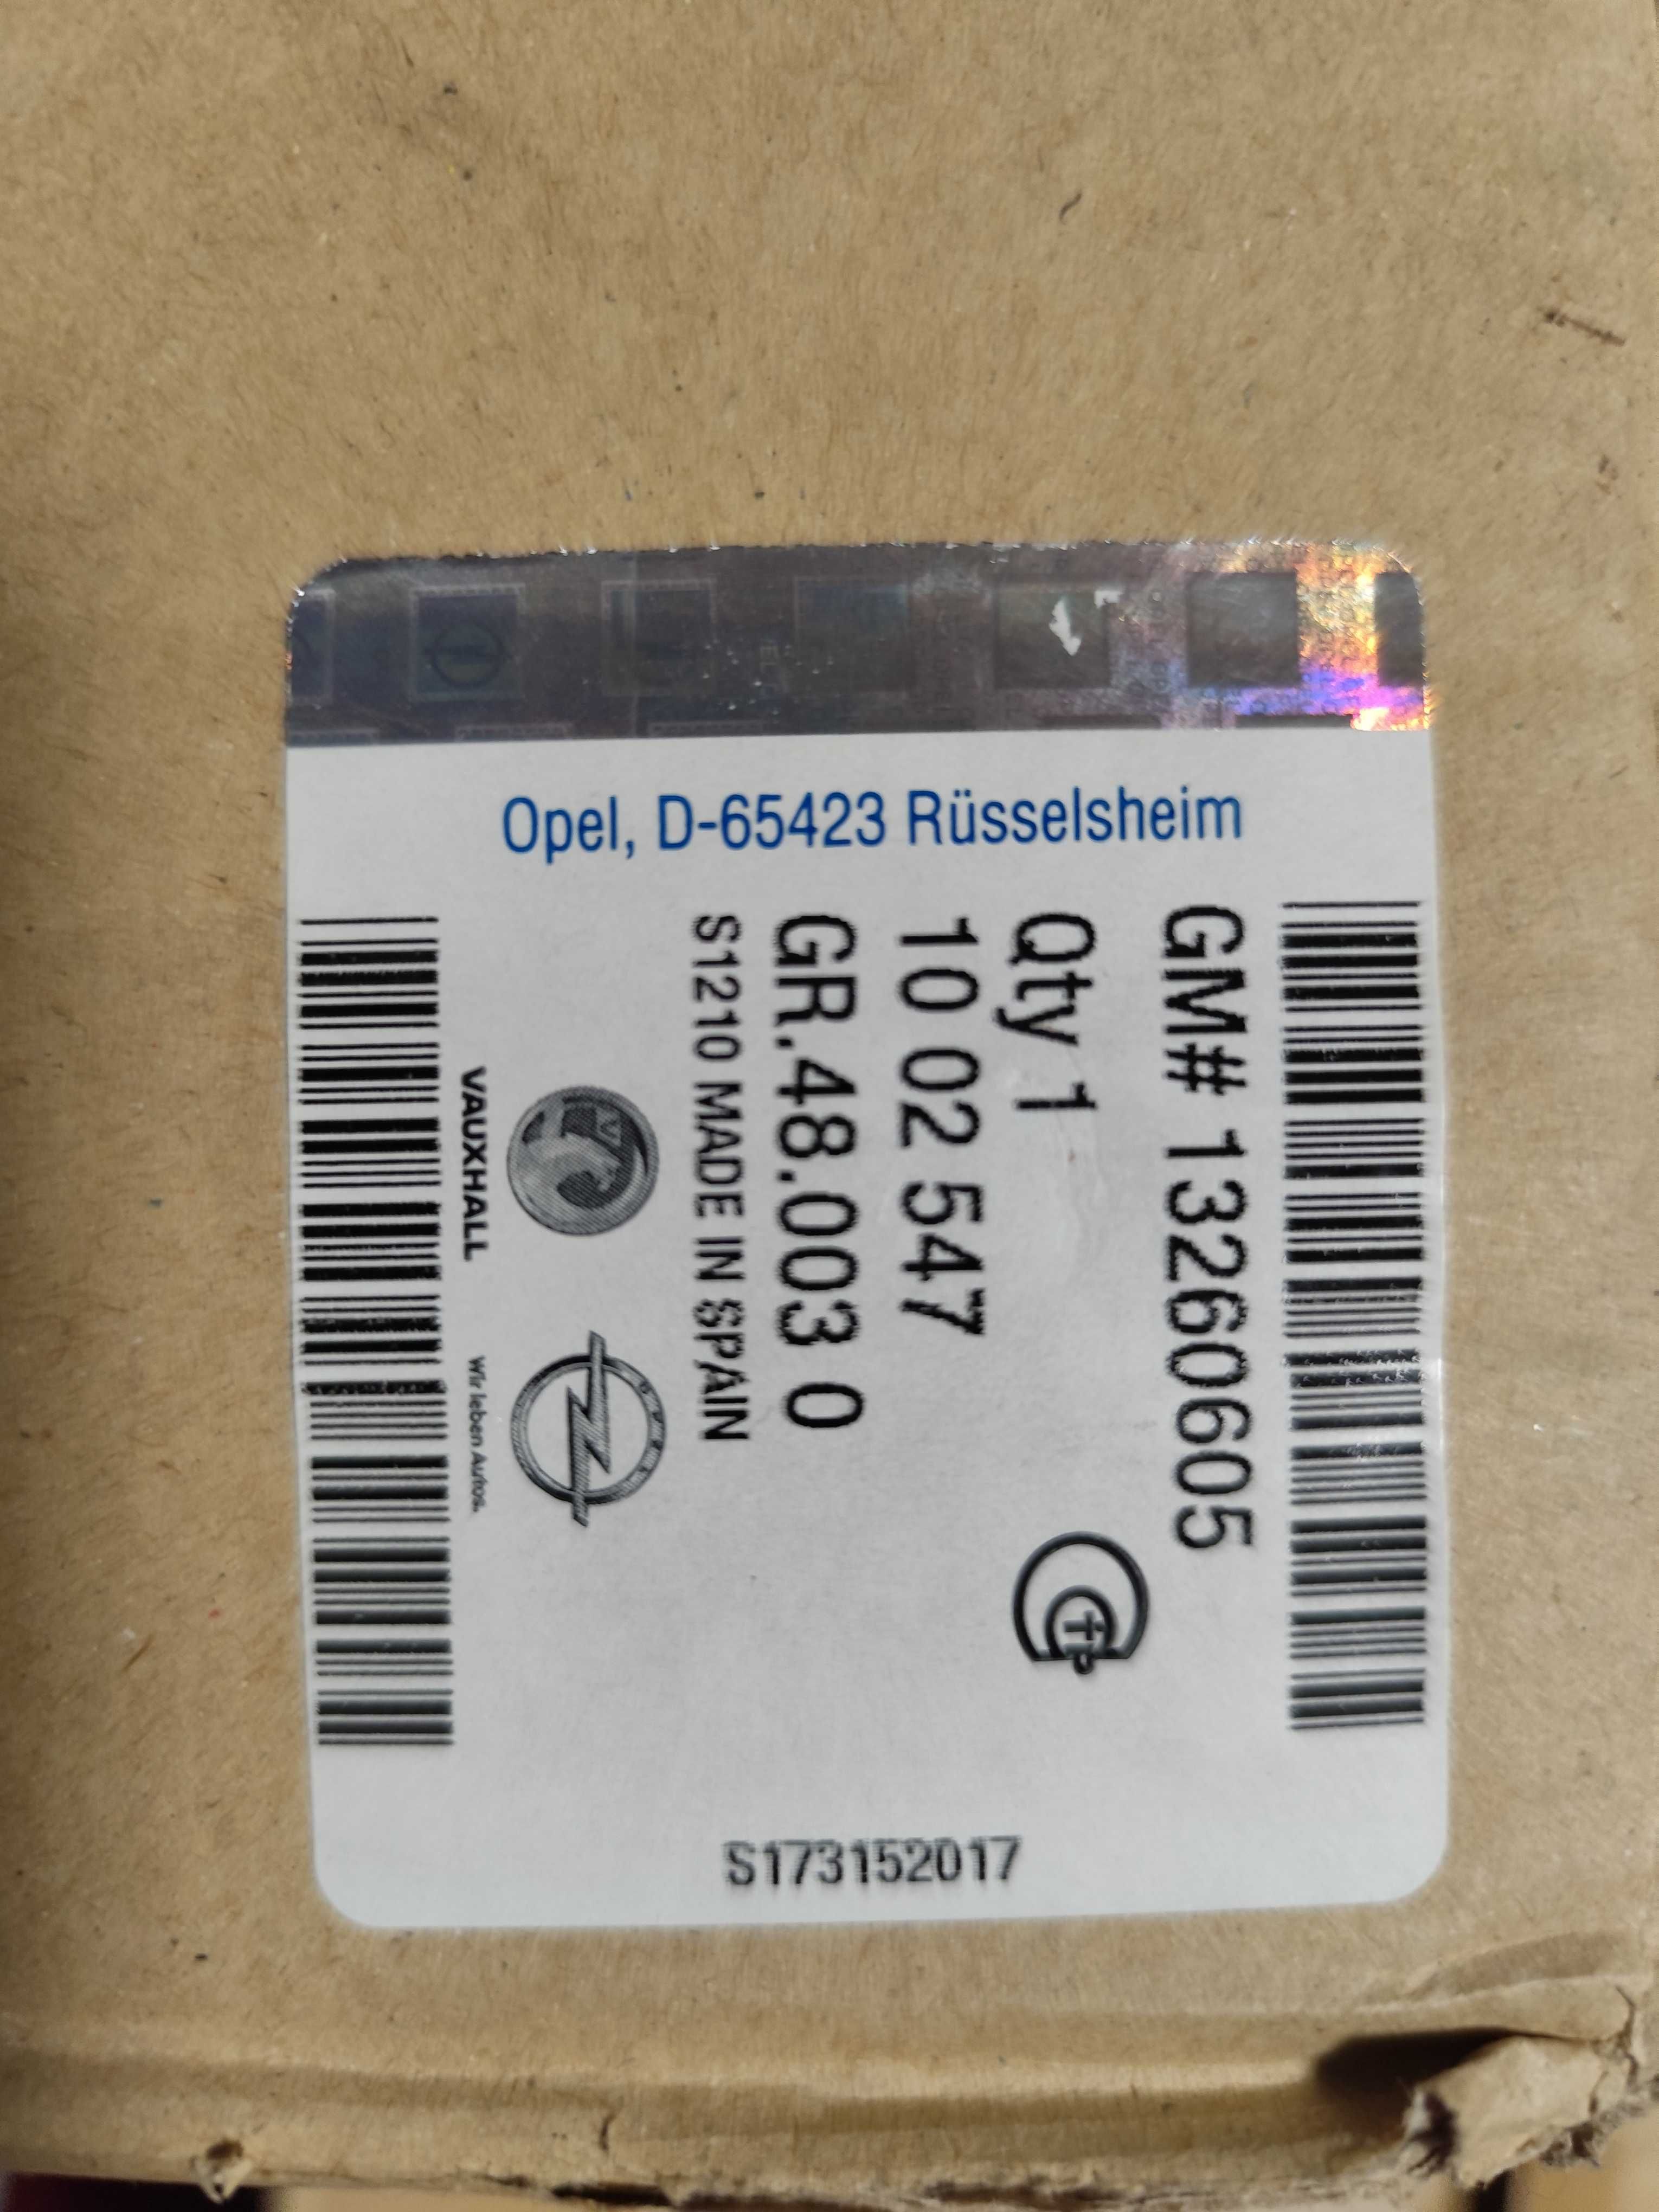 Opel, D-65423 Rüsselsheim
GM# 13260605
Qty 1
10 02 547
GR.48.003 0
S1210 MADE IN SPAIN
VAUXHALL
Wir leben Autos.
S173152017